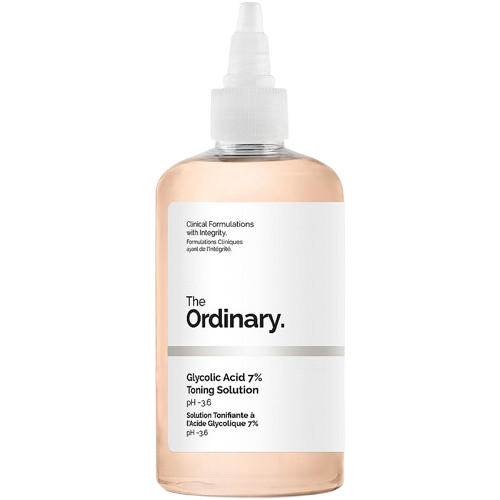 Clinical Formulations
with Integrity.
Formulations Cliniques
ayant de l'Intégrité.
The
Ordinary.
Glycolic Acid 7%
Toning Solution
pH ~3.6
Solution Tonifiante à
l'Acide Glycolique 7%
pH ~3.6